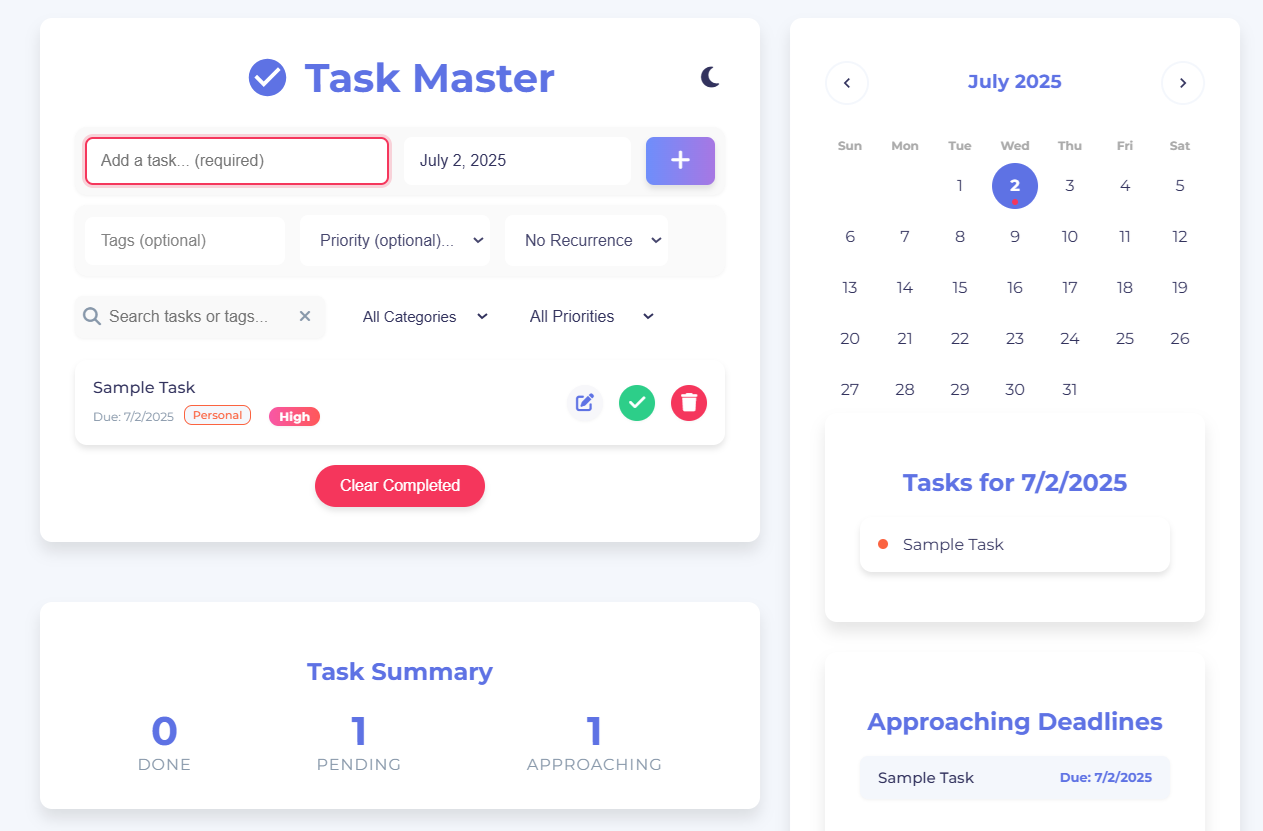 Task Master
Add a task... (required)
July 2, 2025
+
Tags (optional)
Priority (optional)...
No Recurrence
Search tasks or tags...
All Categories
All Priorities
Sample Task
Due: 7/2/2025 Personal High
Clear Completed
Task Summary
0 1 1
DONE PENDING APPROACHING
July 2025
Sun Mon Tue Wed Thu Fri Sat
1 2 3 4 5
6 7 8 9 10 11 12
13 14 15 16 17 18 19
20 21 22 23 24 25 26
27 28 29 30 31
Tasks for 7/2/2025
Sample Task
Approaching Deadlines
Sample Task Due: 7/2/2025